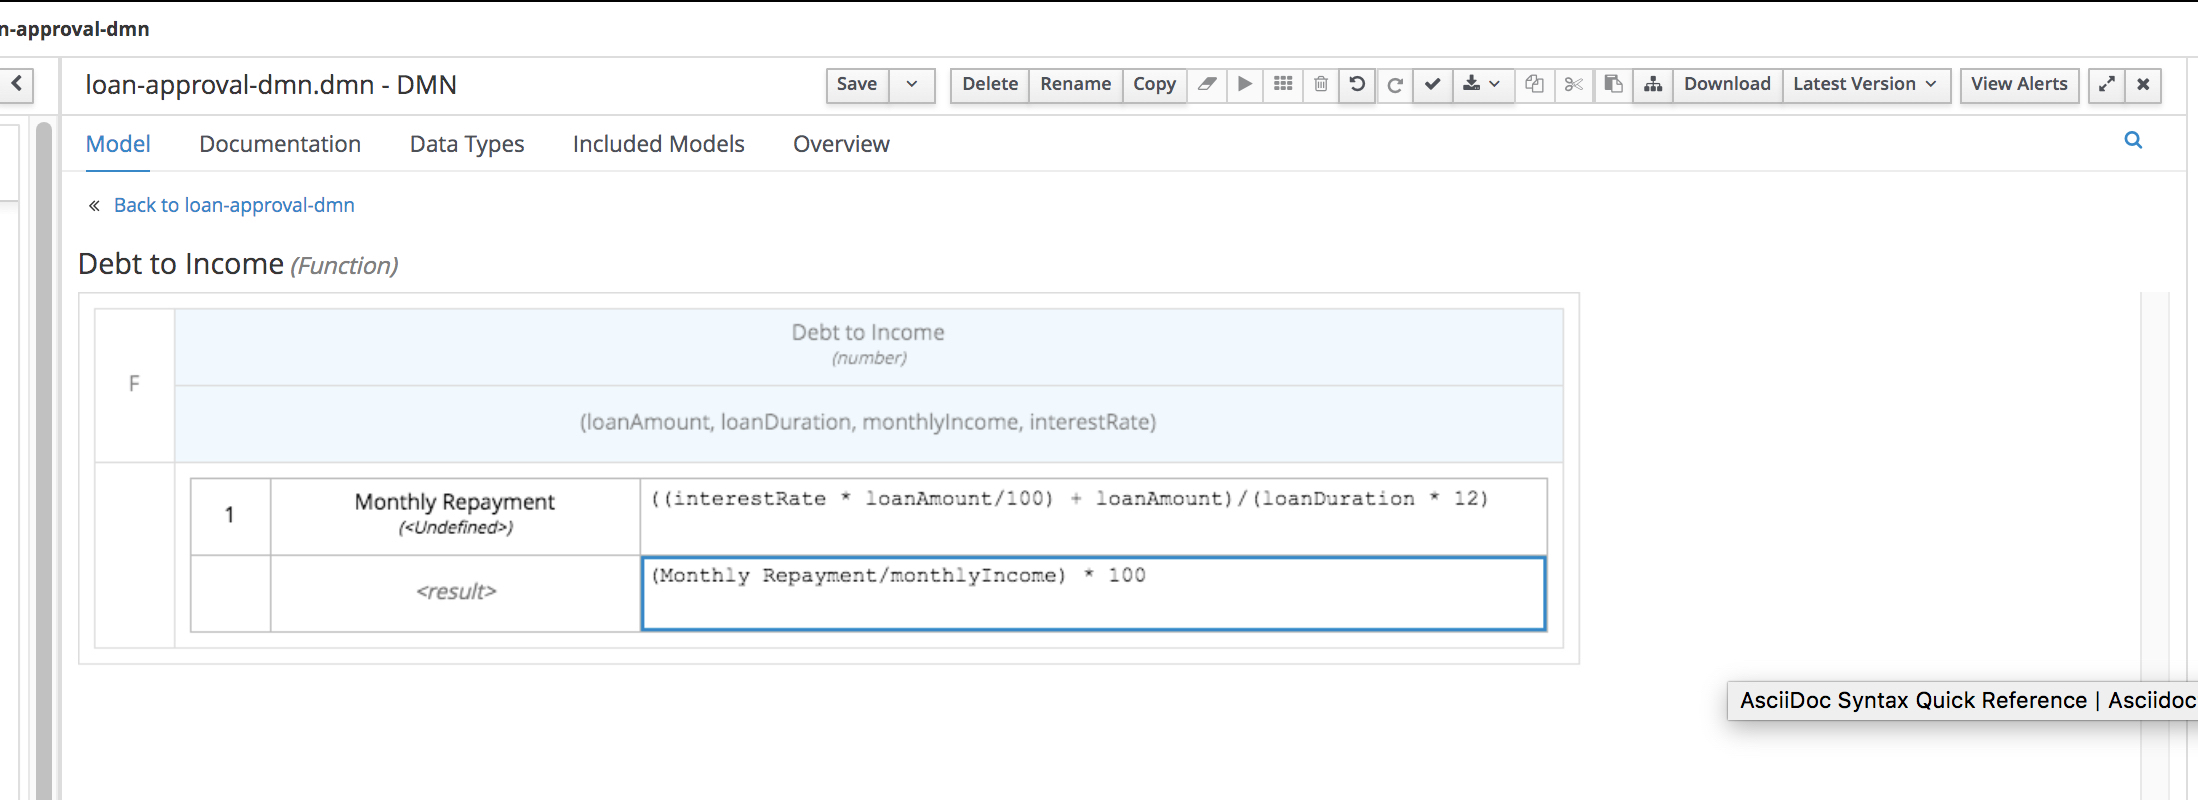 n-approval-dmn
loan-approval-dmn.dmn - DMN
Save
Delete Rename Copy
Download Latest Version
View Alerts
Model Documentation Data Types Included Models Overview
« Back to loan-approval-dmn
Debt to Income (Function)
Debt to Income
(number)
F
(loanAmount, loanDuration, monthlyIncome, interestRate)
1
Monthly Repayment
(<Undefined>)
((interestRate * loanAmount/100) + loanAmount)/(loanDuration * 12)
<result>
(Monthly Repayment/monthlyIncome) * 100
AsciiDoc Syntax Quick Reference | Asciidoc